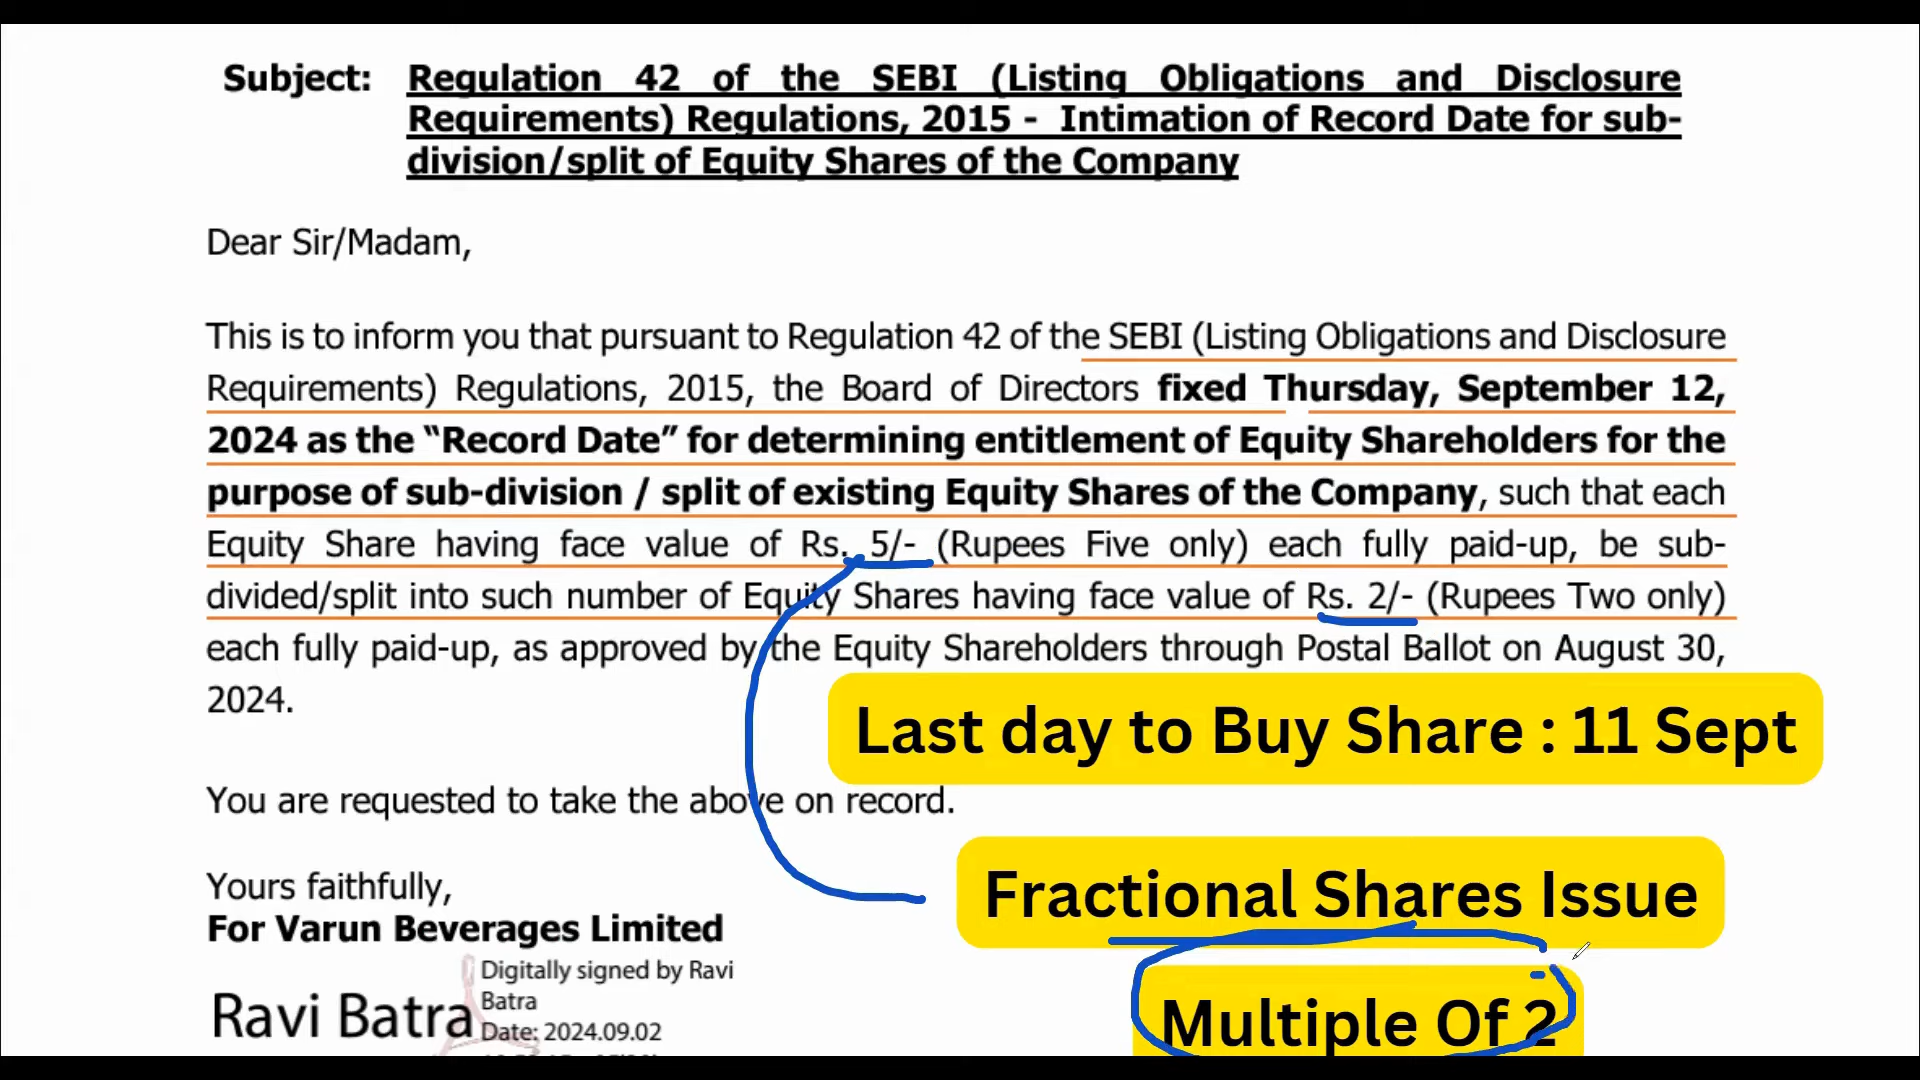 Subject: Regulation 42 of the SEBI (Listing Obligations and Disclosure
Requirements) Regulations, 2015 - Intimation of Record Date for sub-
division/split of Equity Shares of the Company
Dear Sir/Madam,
This is to inform you that pursuant to Regulation 42 of the SEBI (Listing Obligations and Disclosure
Requirements) Regulations, 2015, the Board of Directors fixed Thursday, September 12,
2024 as the “Record Date” for determining entitlement of Equity Shareholders for the
purpose of sub-division / split of existing Equity Shares of the Company, such that each
Equity Share having face value of Rs. 5/- (Rupees Five only) each fully paid-up, be sub-
divided/split into such number of Equity Shares having face value of Rs. 2/- (Rupees Two only)
each fully paid-up, as approved by the Equity Shareholders through Postal Ballot on August 30,
2024.
Last day to Buy Share : 11 Sept
You are requested to take the above on record.
Fractional Shares Issue
Yours faithfully,
For Varun Beverages Limited
Digitally signed by Ravi
Batra
Ravi Batra
Date: 2024.09.02
Multiple Of 2